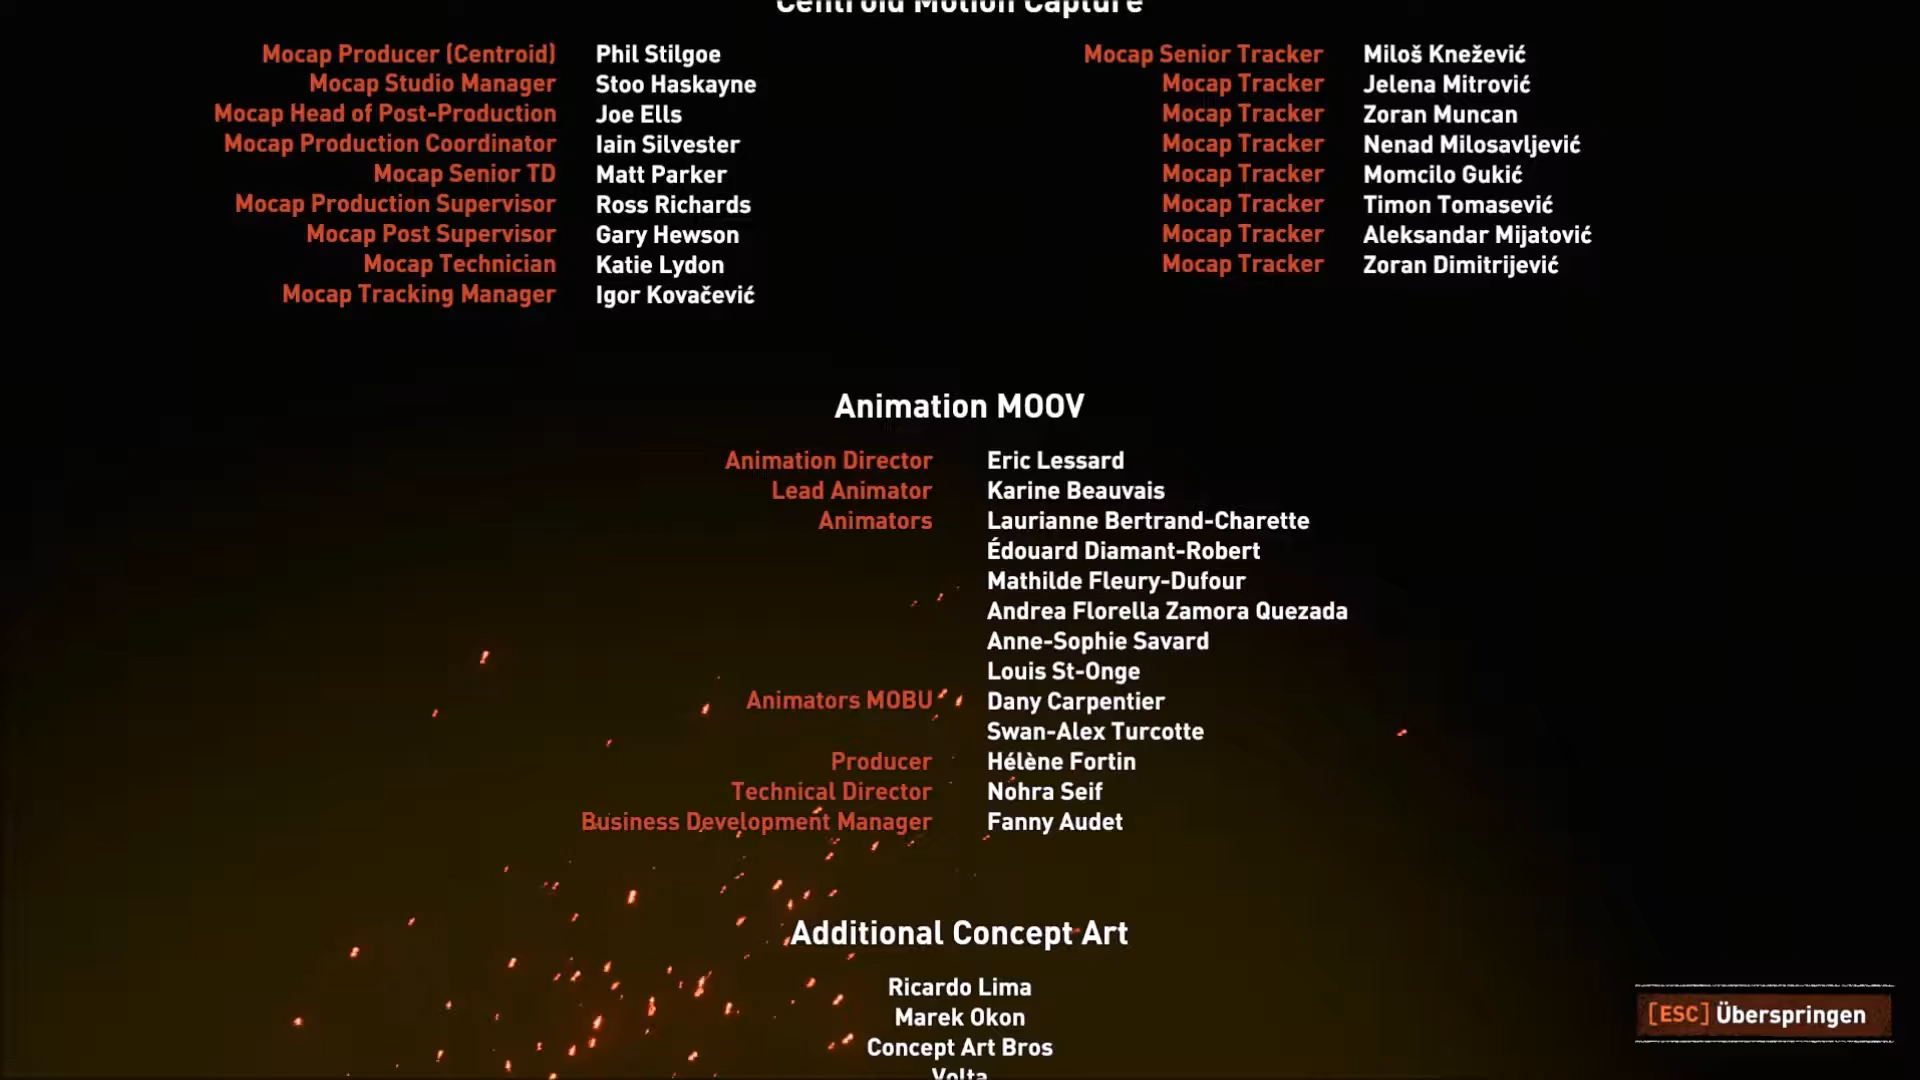 Centroid Motion Capture
Mocap Producer (Centroid) Phil Stilgoe
Mocap Studio Manager Stoo Haskayne
Mocap Head of Post-Production Joe Ells
Mocap Production Coordinator Iain Silvester
Mocap Senior TD Matt Parker
Mocap Production Supervisor Ross Richards
Mocap Post Supervisor Gary Hewson
Mocap Technician Katie Lydon
Mocap Tracking Manager Igor Kovačević
Mocap Senior Tracker Miloš Knežević
Mocap Tracker Jelena Mitrović
Mocap Tracker Zoran Muncan
Mocap Tracker Nenad Milosavljević
Mocap Tracker Momcilo Gukić
Mocap Tracker Timon Tomasević
Mocap Tracker Aleksandar Mijatović
Mocap Tracker Zoran Dimitrijević
Animation MOOV
Animation Director Eric Lessard
Lead Animator Karine Beauvais
Animators Laurianne Bertrand-Charette
Édouard Diamant-Robert
Mathilde Fleury-Dufour
Andrea Florella Zamora Quezada
Anne-Sophie Savard
Louis St-Onge
Animators MOBU Dany Carpentier
Swan-Alex Turcotte
Producer Hélène Fortin
Technical Director Nohra Seif
Business Development Manager Fanny Audet
Additional Concept Art
Ricardo Lima
Marek Okon
Concept Art Bros
Volta
[ESC] Überspringen